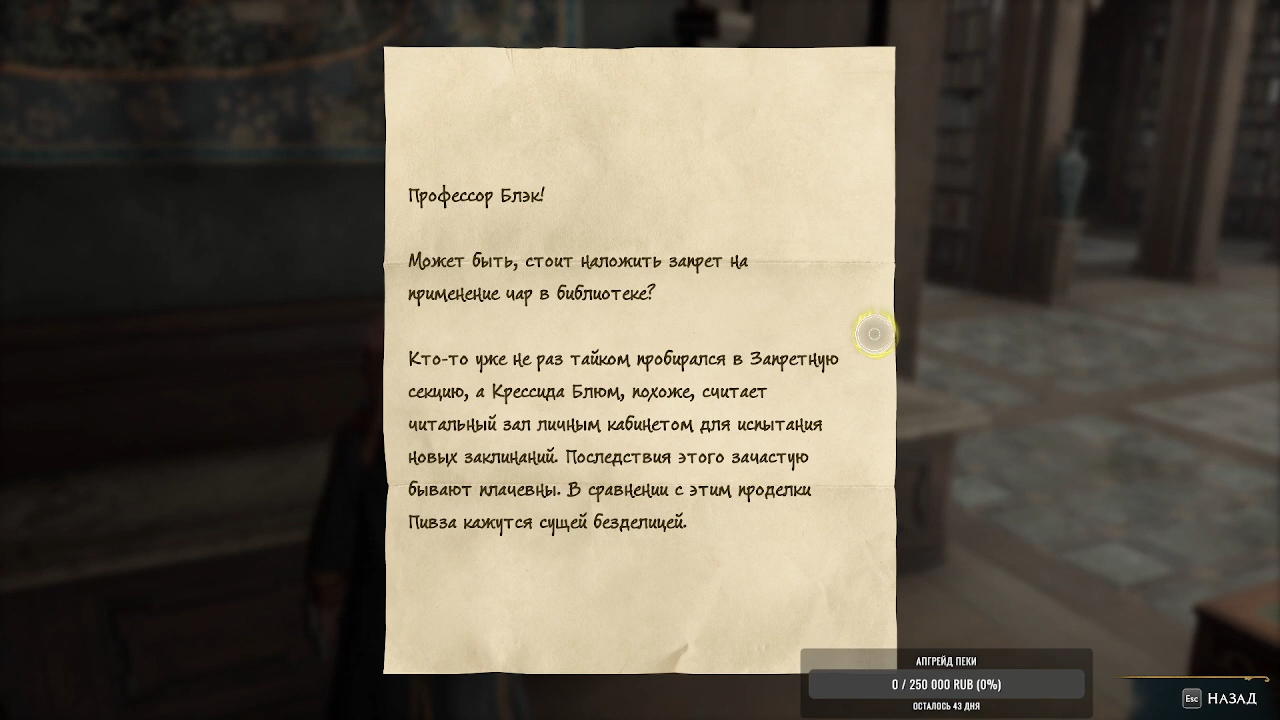 Профессор Блэк!
Может быть, стоит наложить запрет на
применение чар в библиотеке?
Кто-то уже не раз тайком пробирался в Запретную
секцию, а Крессида Блюм, похоже, считает
читальный зал личным кабинетом для испытания
новых заклинаний. Последствия этого зачастую
бывают плачевны. В сравнении с этим проделки
Пивза кажутся сущей безделицей.
АПГРЕЙД ПЕКИ
0 / 250 000 RUB (0%)
ОСТАЛОСЬ 43 ДНЯ
Esc НАЗАД